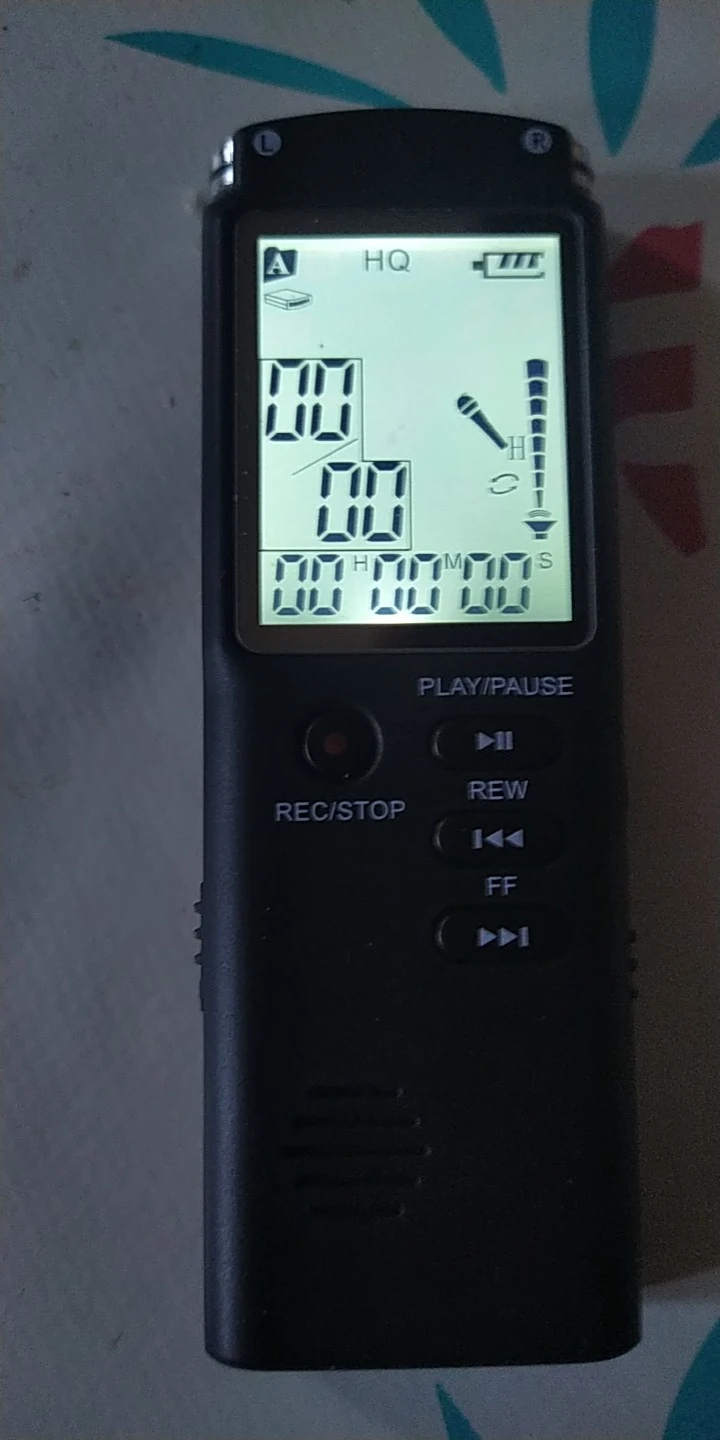 L R
A HQ
00
00
H
00 H 00 M 00 S
PLAY/PAUSE
REC/STOP
REW
FF